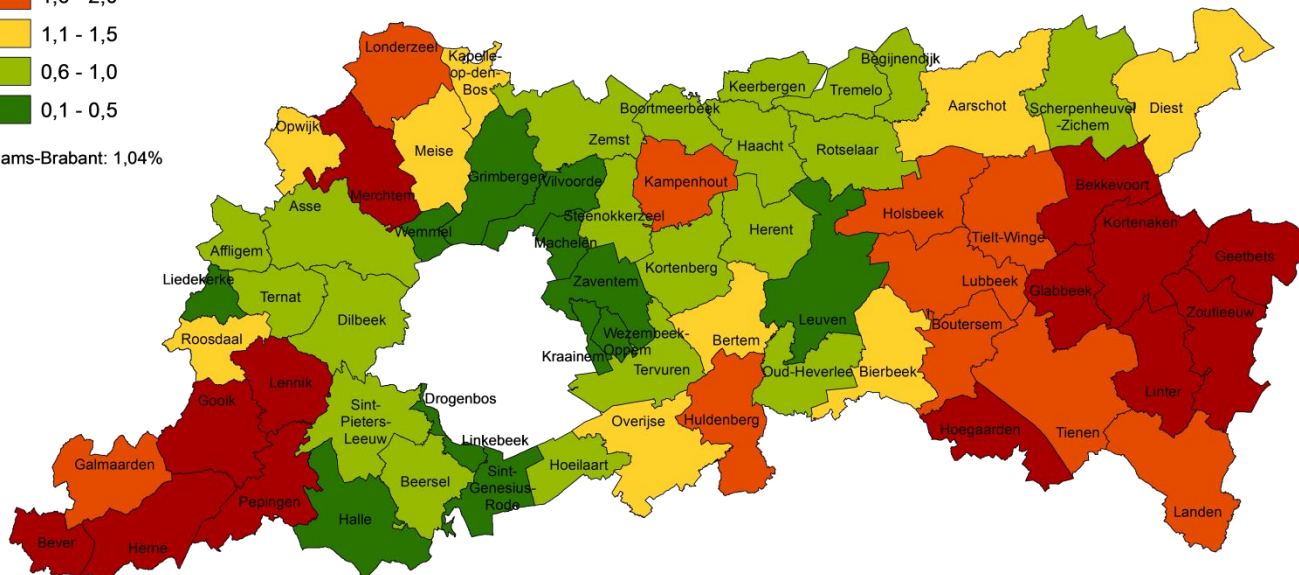 1,1 - 1,5
0,6 - 1,0
0,1 - 0,5
ams-Brabant: 1,04%
Londerzeel
Kapelle-
op-den-
Bos
Opwijk
Meise
Merchtem
Grimbergen
Vilvoorde
Zemst
Boortmeerbeek
Keerbergen
Tremelo
Begijnendijk
Aarschot
Scherpenheuvel
-Zichem
Diest
Haacht
Rotselaar
Kampenhout
Asse
Affligem
Wemmel
Steenokkerzeel
Machelen
Herent
Holsbeek
Tielt-Winge
Bekkevoort
Kortenaken
Geetbets
Liedekerke
Ternat
Dilbeek
Zaventem
Kortenberg
Lubbeek
Glabbeek
Zoutleeuw
Leuven
Boutersem
Roosdaal
Wezembeek-
Oppem
Kraainem
Tervuren
Bertem
Oud-Heverlee
Bierbeek
Linter
Lennik
Gooik
Drogenbos
Sint-
Pieters-
Leeuw
Linkebeek
Overijse
Huldenberg
Hoegaarden
Tienen
Galmaarden
Beersel
Sint-
Genesius-
Rode
Hoeilaart
Pepingen
Halle
Landen
Bever
Herne